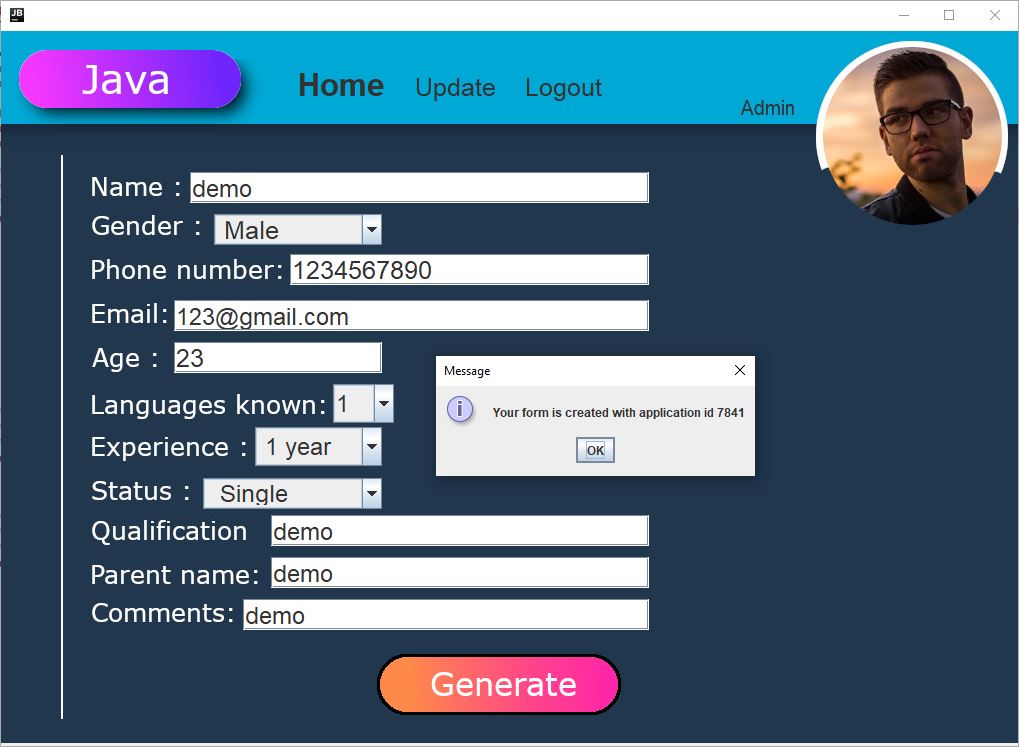 JB
Java
Home Update Logout
Admin
Name : demo
Gender : Male
Phone number: 1234567890
Email: 123@gmail.com
Age : 23
Message
Languages known: 1
Your form is created with application id 7841
Experience : 1 year
OK
Status : Single
Qualification demo
Parent name: demo
Comments: demo
Generate